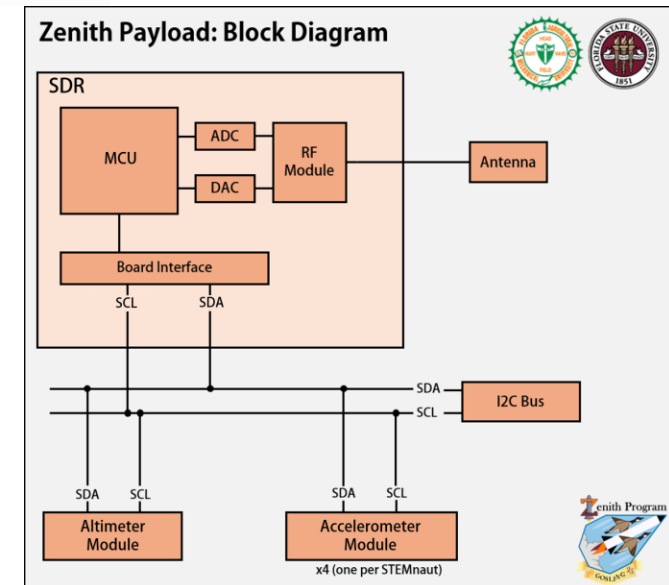 Zenith Payload: Block Diagram
FLORIDA STATE UNIVERSITY
1851
SDR
MCU
ADC
DAC
RF
Module
Antenna
Board Interface
SCL
SDA
SDA
SCL
I2C Bus
SDA
SCL
SDA
SCL
Altimeter
Module
Accelerometer
Module
x4 (one per STEMnaut)
Zenith Program
GOSLING